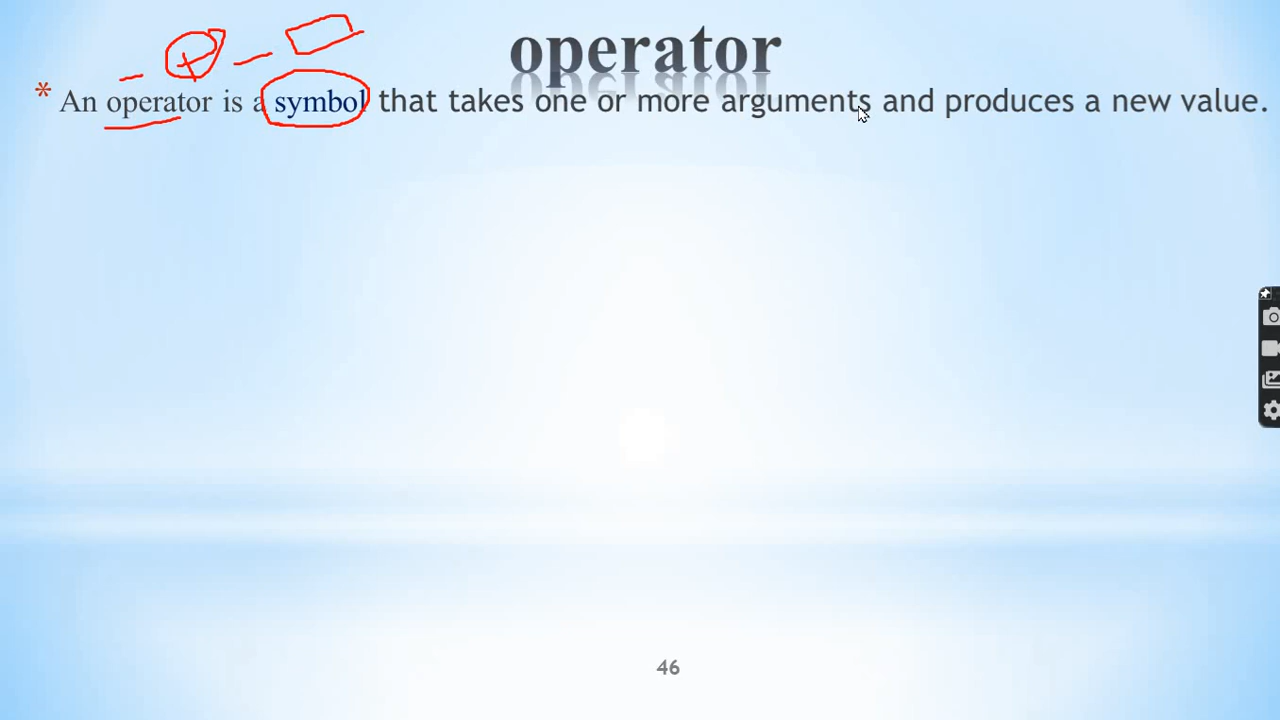 operator
* An operator is a symbol that takes one or more arguments and produces a new value.
46